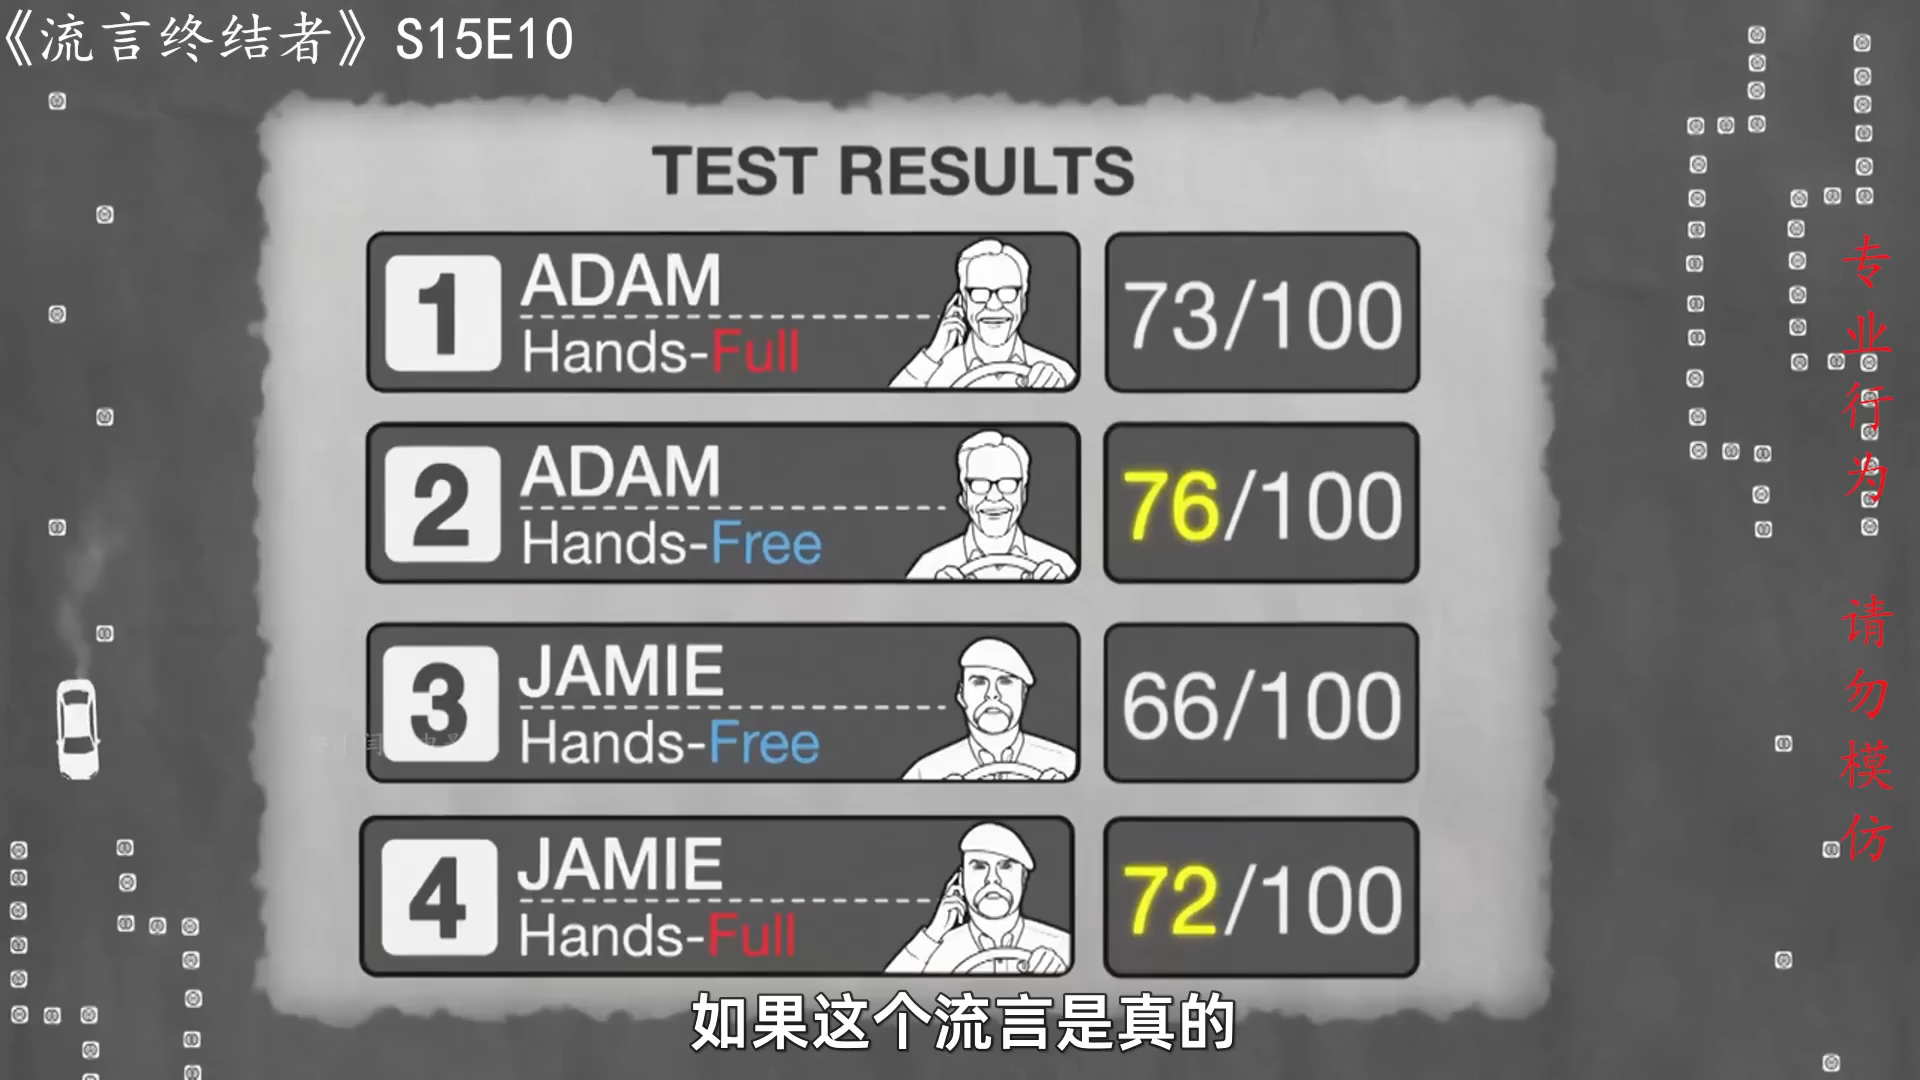 《流言终结者》S15E10
TEST RESULTS
1 ADAM
Hands-Full
73/100
2 ADAM
Hands-Free
76/100
3 JAMIE
Hands-Free
66/100
4 JAMIE
Hands-Full
72/100
专业行为 请勿模仿
如果这个流言是真的